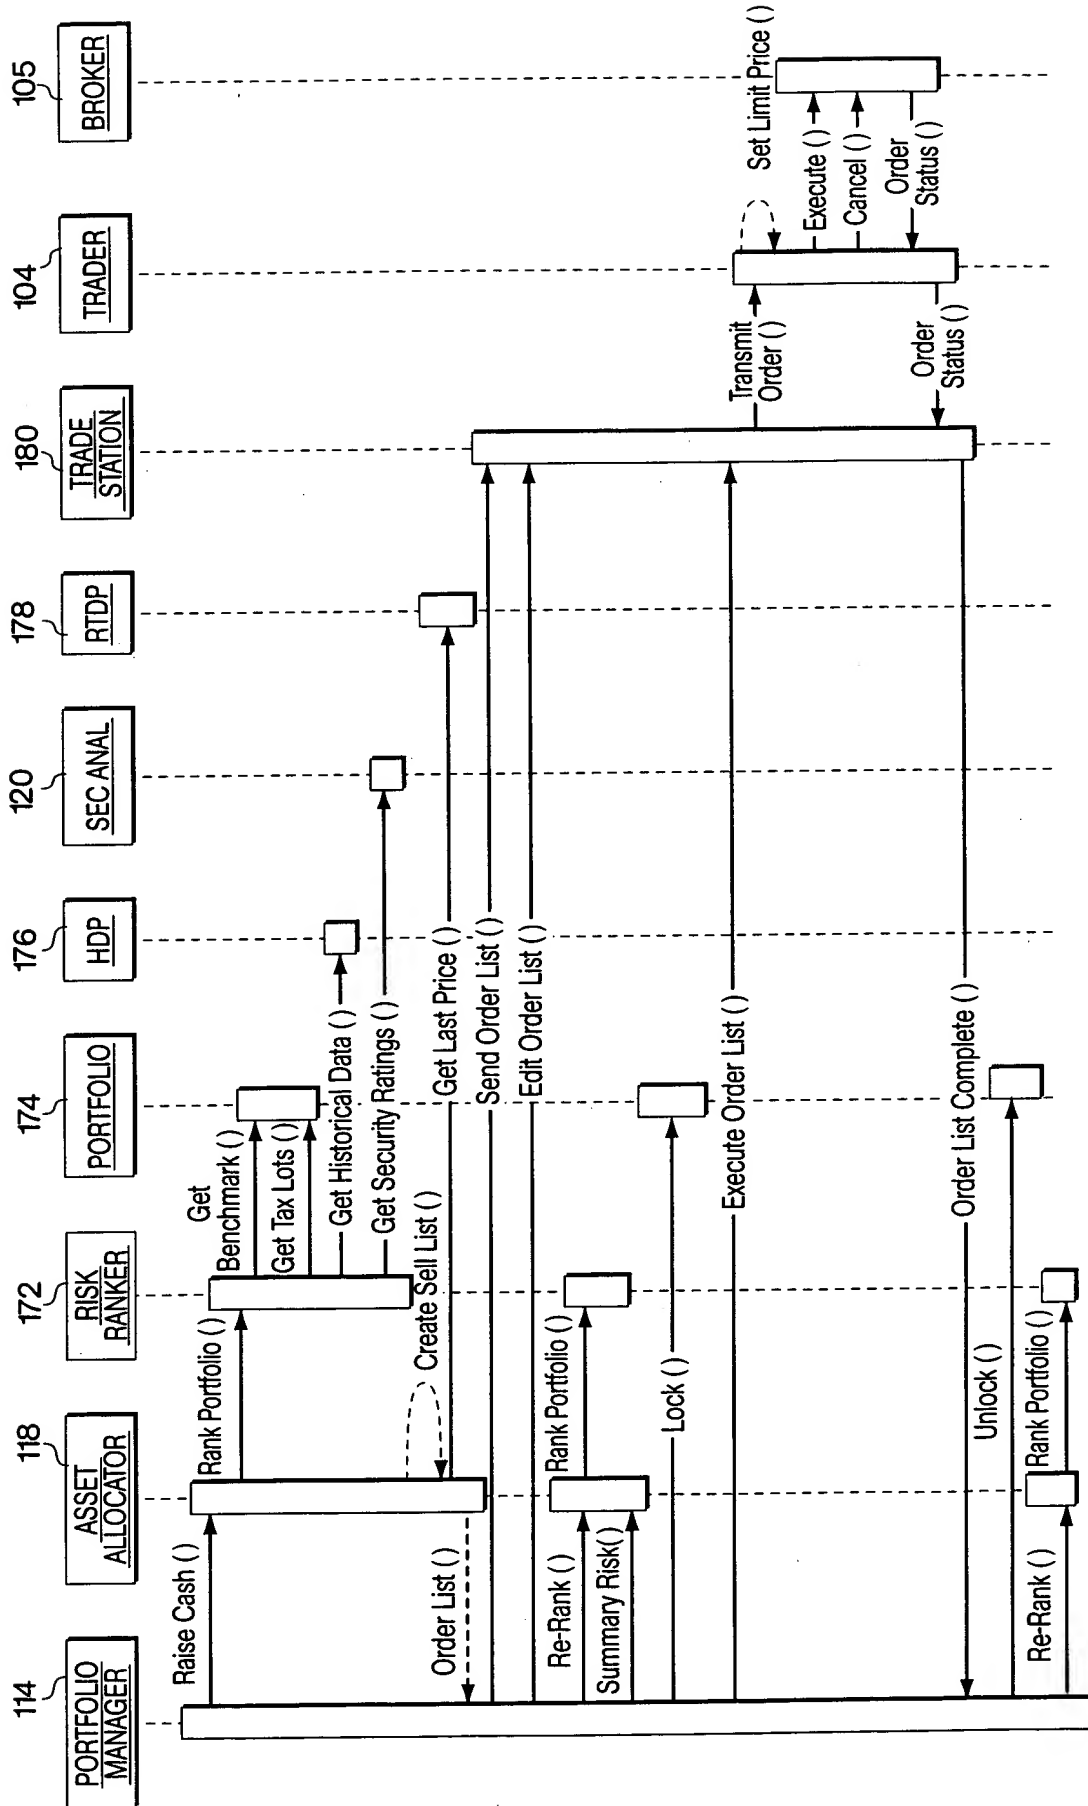 114
PORTFOLIO
MANAGER
118
ASSET
ALLOCATOR
172
RISK
RANKER
174
PORTFOLIO
176
HDP
120
SEC ANAL
178
RTDP
180
TRADE
STATION
104
TRADER
105
BROKER
Raise Cash ( )
Rank Portfolio ( )
Get
Benchmark ( )
Get Tax Lots ( )
Get Historical Data ( )
Get Security Ratings ( )
Create Sell List ( )
Get Last Price ( )
Order List ( )
Send Order List ( )
Edit Order List ( )
Re-Rank ( )
Rank Portfolio ( )
Summary Risk( )
Lock ( )
Execute Order List ( )
Transmit
Order ( )
Set Limit Price ( )
Execute ( )
Cancel ( )
Order
Status ( )
Order
Status ( )
Order List Complete ( )
Unlock ( )
Re-Rank ( )
Rank Portfolio ( )